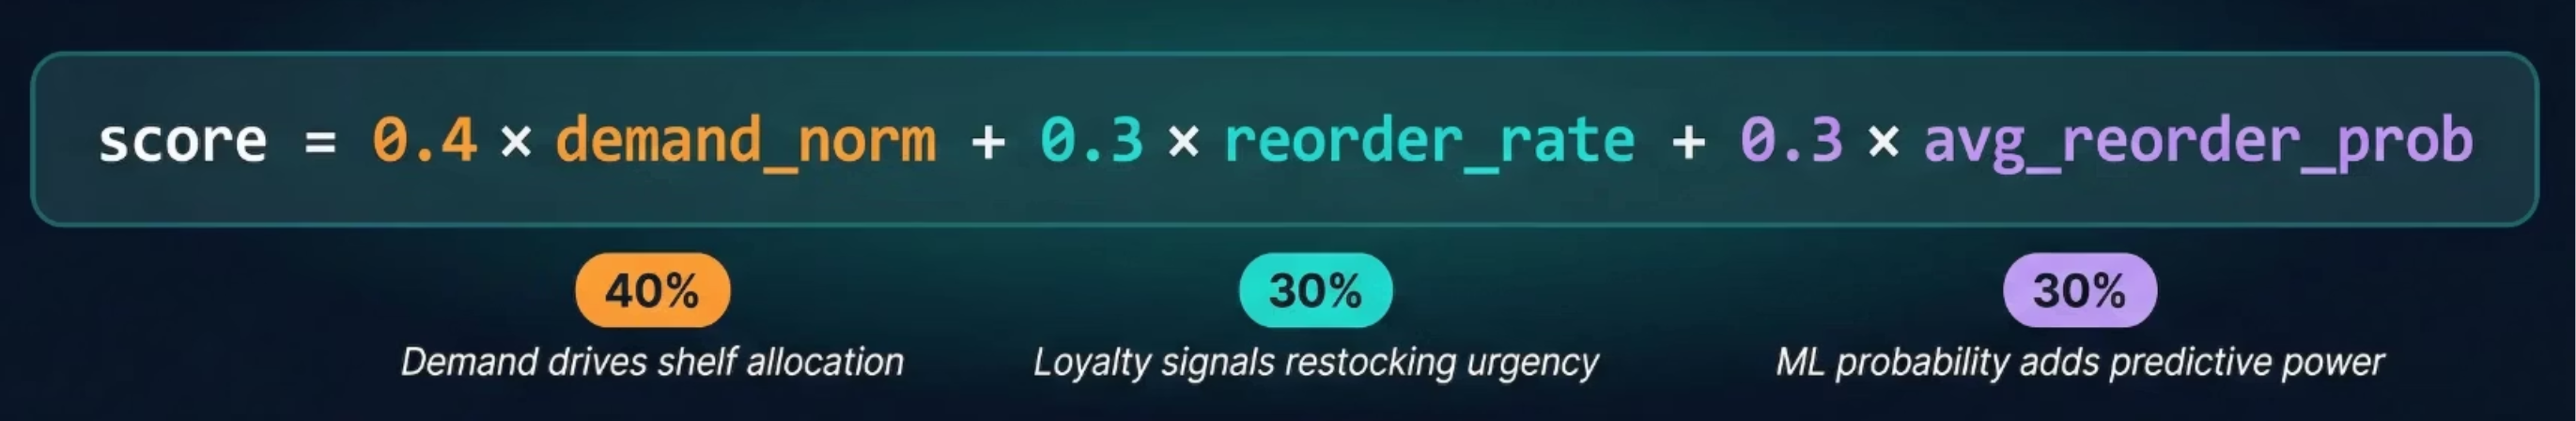 score = 0.4 × demand_norm + 0.3 × reorder_rate + 0.3 × avg_reorder_prob
40% 30% 30%
Demand drives shelf allocation Loyalty signals restocking urgency ML probability adds predictive power